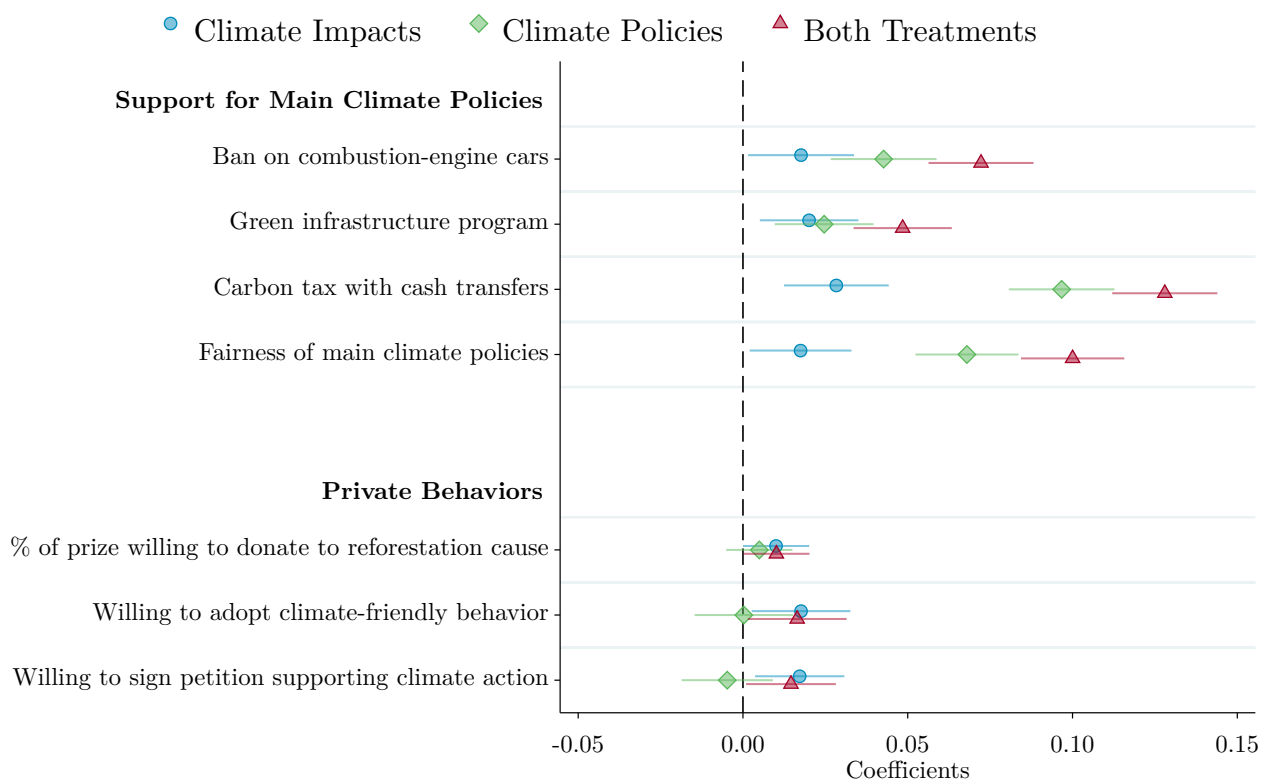 Climate Impacts Climate Policies Both Treatments
Support for Main Climate Policies
Ban on combustion-engine cars
Green infrastructure program
Carbon tax with cash transfers
Fairness of main climate policies
Private Behaviors
% of prize willing to donate to reforestation cause
Willing to adopt climate-friendly behavior
Willing to sign petition supporting climate action
-0.05 0.00 0.05 0.10 0.15
Coefficients